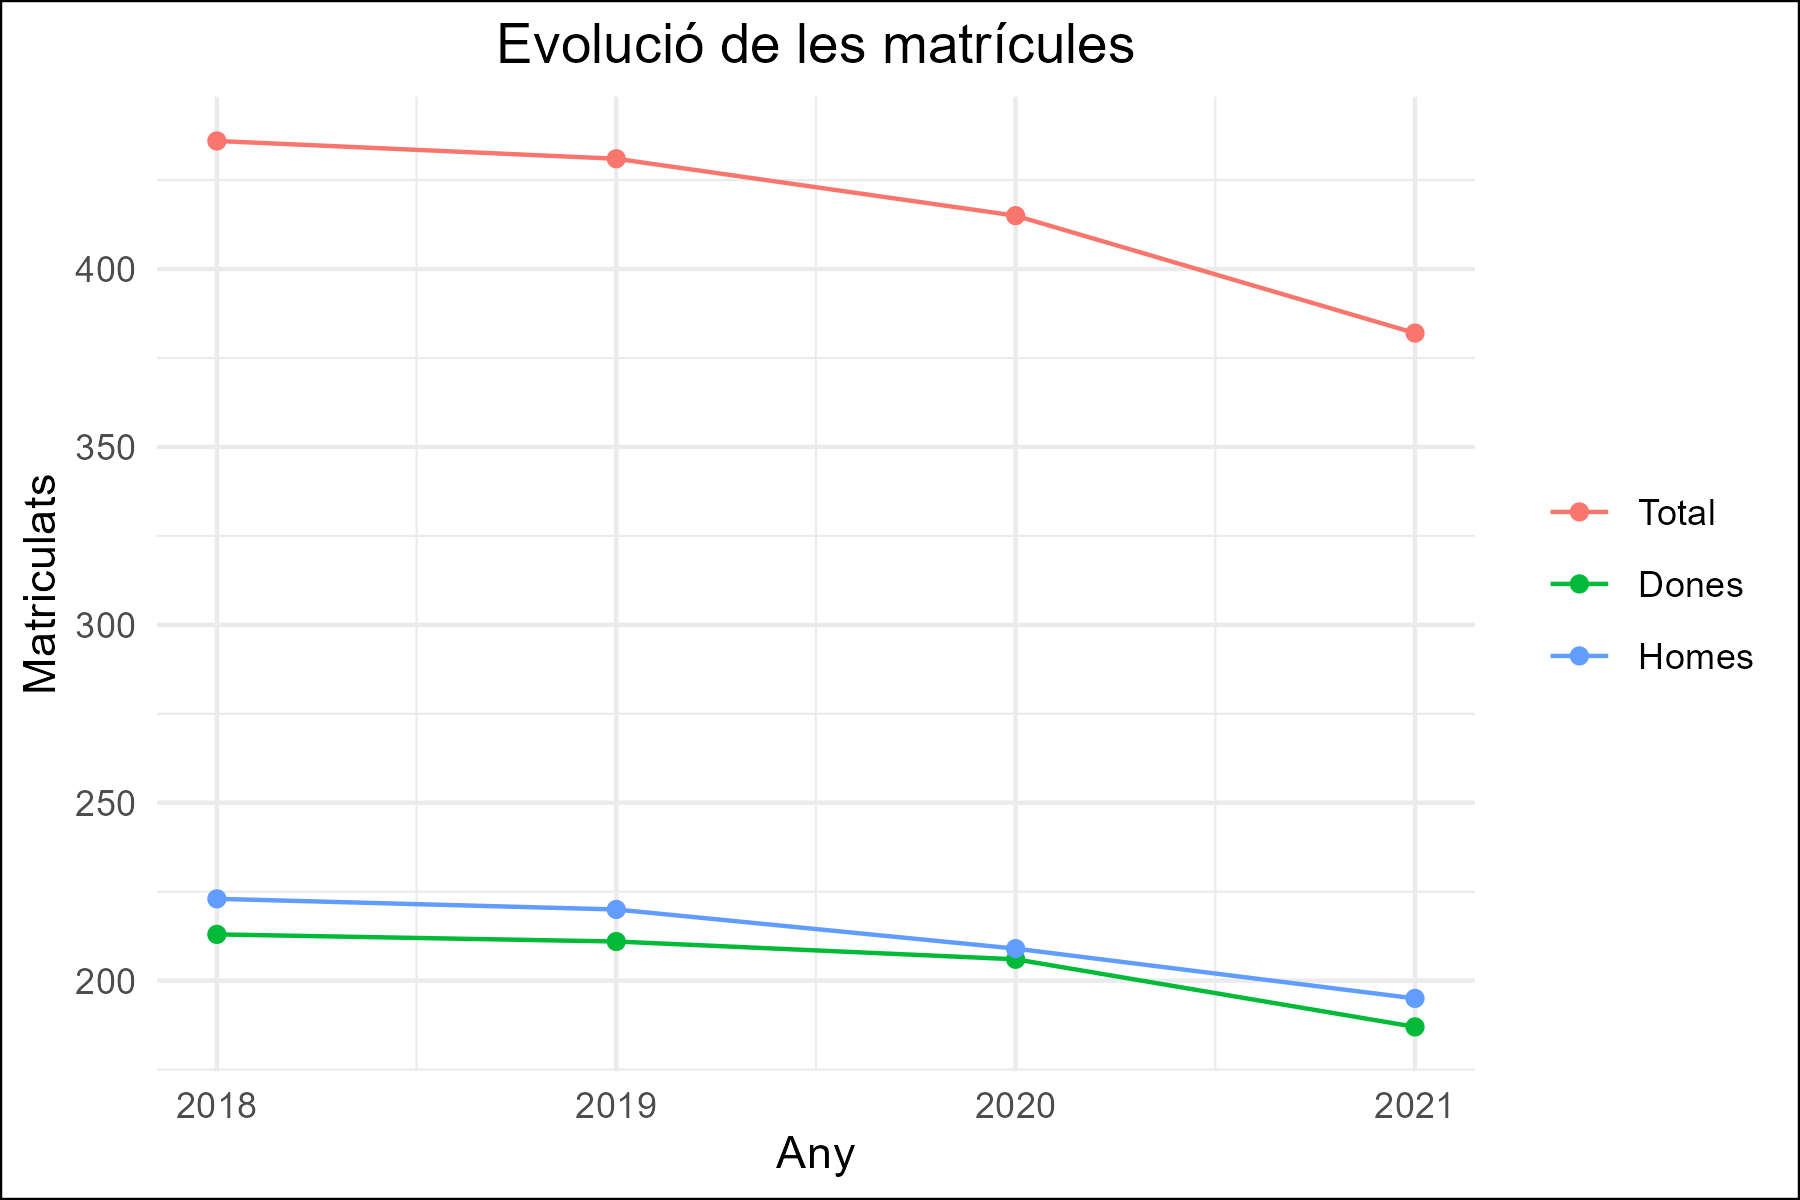 Evolució de les matrícules
Matriculats
400
350
300
250
200
2018
2019
2020
2021
Any
Total
Dones
Homes